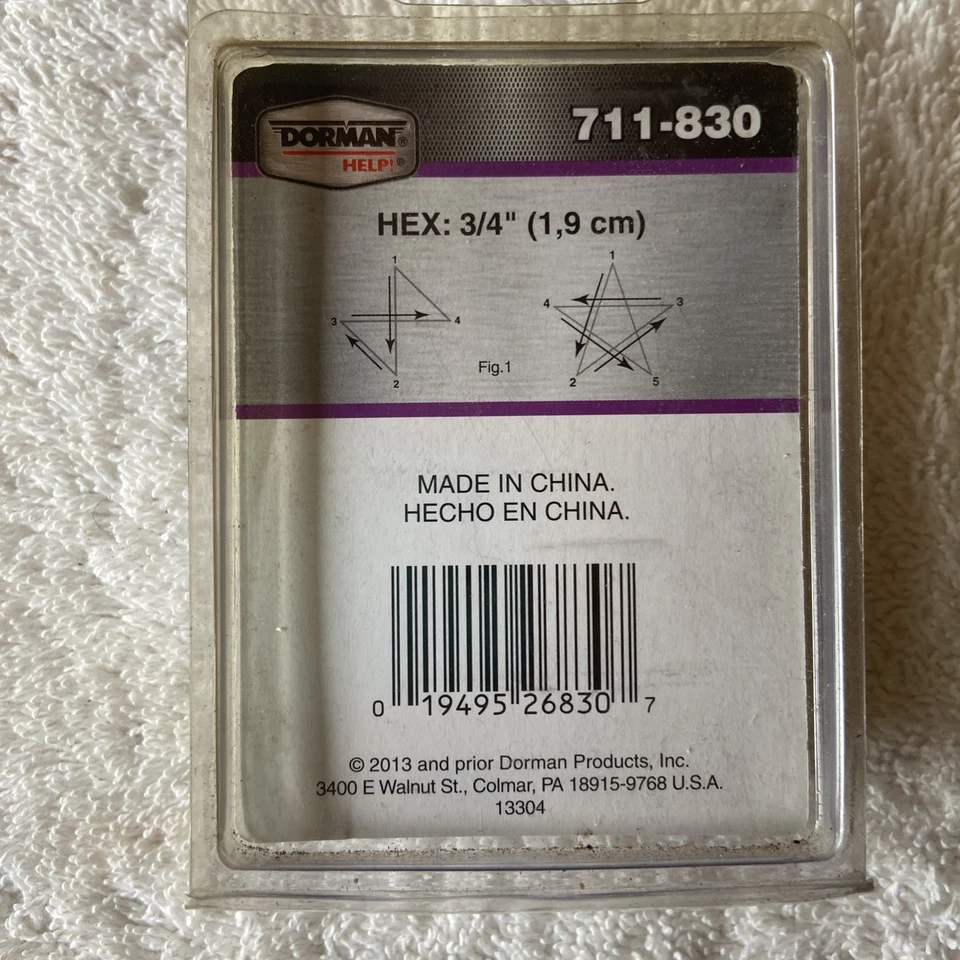 DORMAN®
HELP!®
711-830
HEX: 3/4" (1,9 cm)
1
3 4
2
Fig.1
1
4 3
2 5
MADE IN CHINA.
HECHO EN CHINA.
0 19495 26830 7
© 2013 and prior Dorman Products, Inc.
3400 E Walnut St., Colmar, PA 18915-9768 U.S.A.
13304